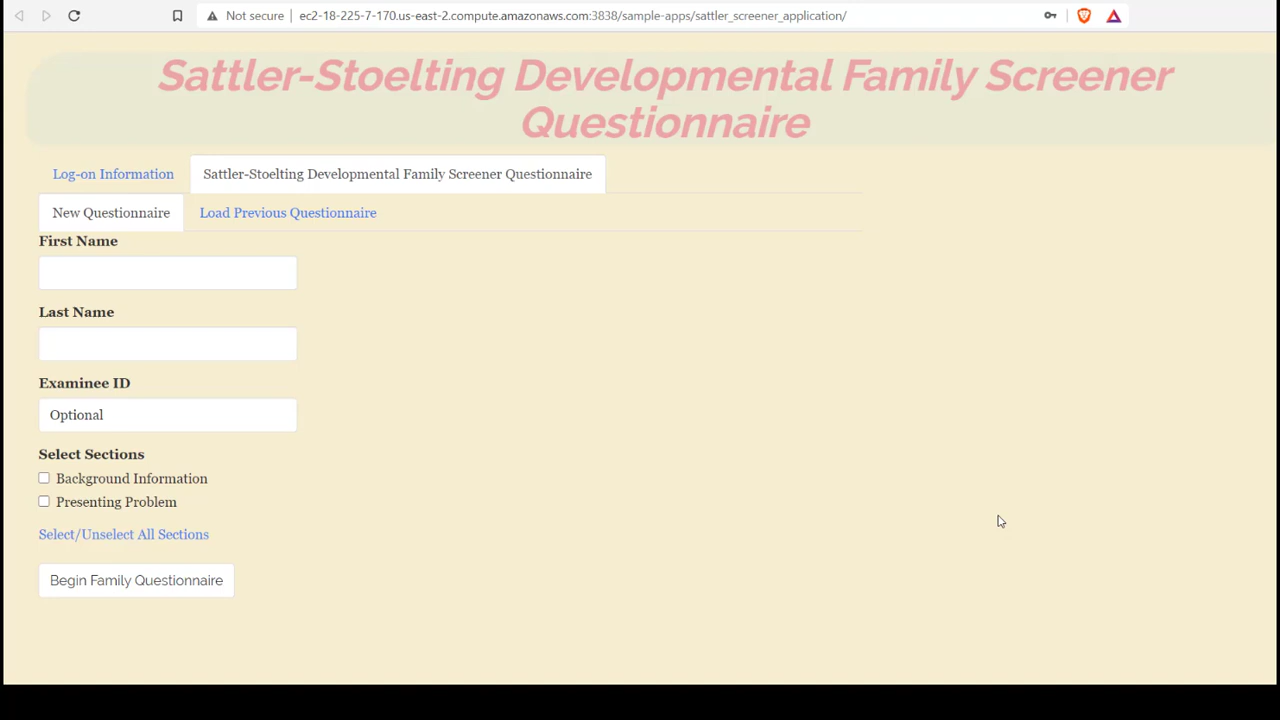 Not secure ec2-18-225-7-170.us-east-2.compute.amazonaws.com:3838/sample-apps/sattler_screener_application/
Sattler-Stoelting Developmental Family Screener
Questionnaire
Log-on Information Sattler-Stoelting Developmental Family Screener Questionnaire
New Questionnaire Load Previous Questionnaire
First Name
Last Name
Examinee ID
Optional
Select Sections
Background Information
Presenting Problem
Select/Unselect All Sections
Begin Family Questionnaire